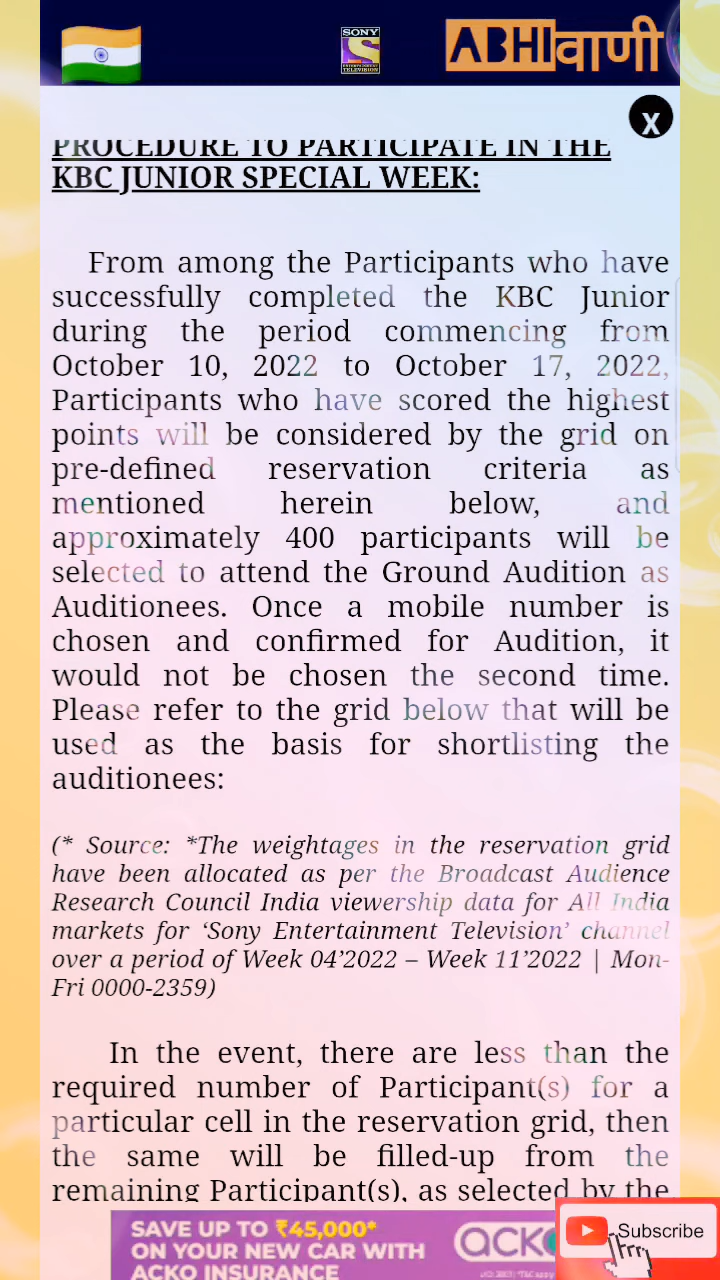 SONY
ENTERTAINMENT
TELEVISION
ABHIवाणी
X
PROCEDURE TO PARTICIPATE IN THE
KBC JUNIOR SPECIAL WEEK:
From among the Participants who have
successfully completed the KBC Junior
during the period commencing from
October 10, 2022 to October 17, 2022,
Participants who have scored the highest
points will be considered by the grid on
pre-defined reservation criteria as
mentioned herein below, and
approximately 400 participants will be
selected to attend the Ground Audition as
Auditionees. Once a mobile number is
chosen and confirmed for Audition, it
would not be chosen the second time.
Please refer to the grid below that will be
used as the basis for shortlisting the
auditionees:
(* Source: *The weightages in the reservation grid
have been allocated as per the Broadcast Audience
Research Council India viewership data for All India
markets for ‘Sony Entertainment Television’ channel
over a period of Week 04’2022 – Week 11’2022 | Mon-
Fri 0000-2359)
In the event, there are less than the
required number of Participant(s) for a
particular cell in the reservation grid, then
the same will be filled-up from the
remaining Participant(s), as selected by the
SAVE UP TO ₹45,000*
ON YOUR NEW CAR WITH
ACKO INSURANCE
acko
Subscribe